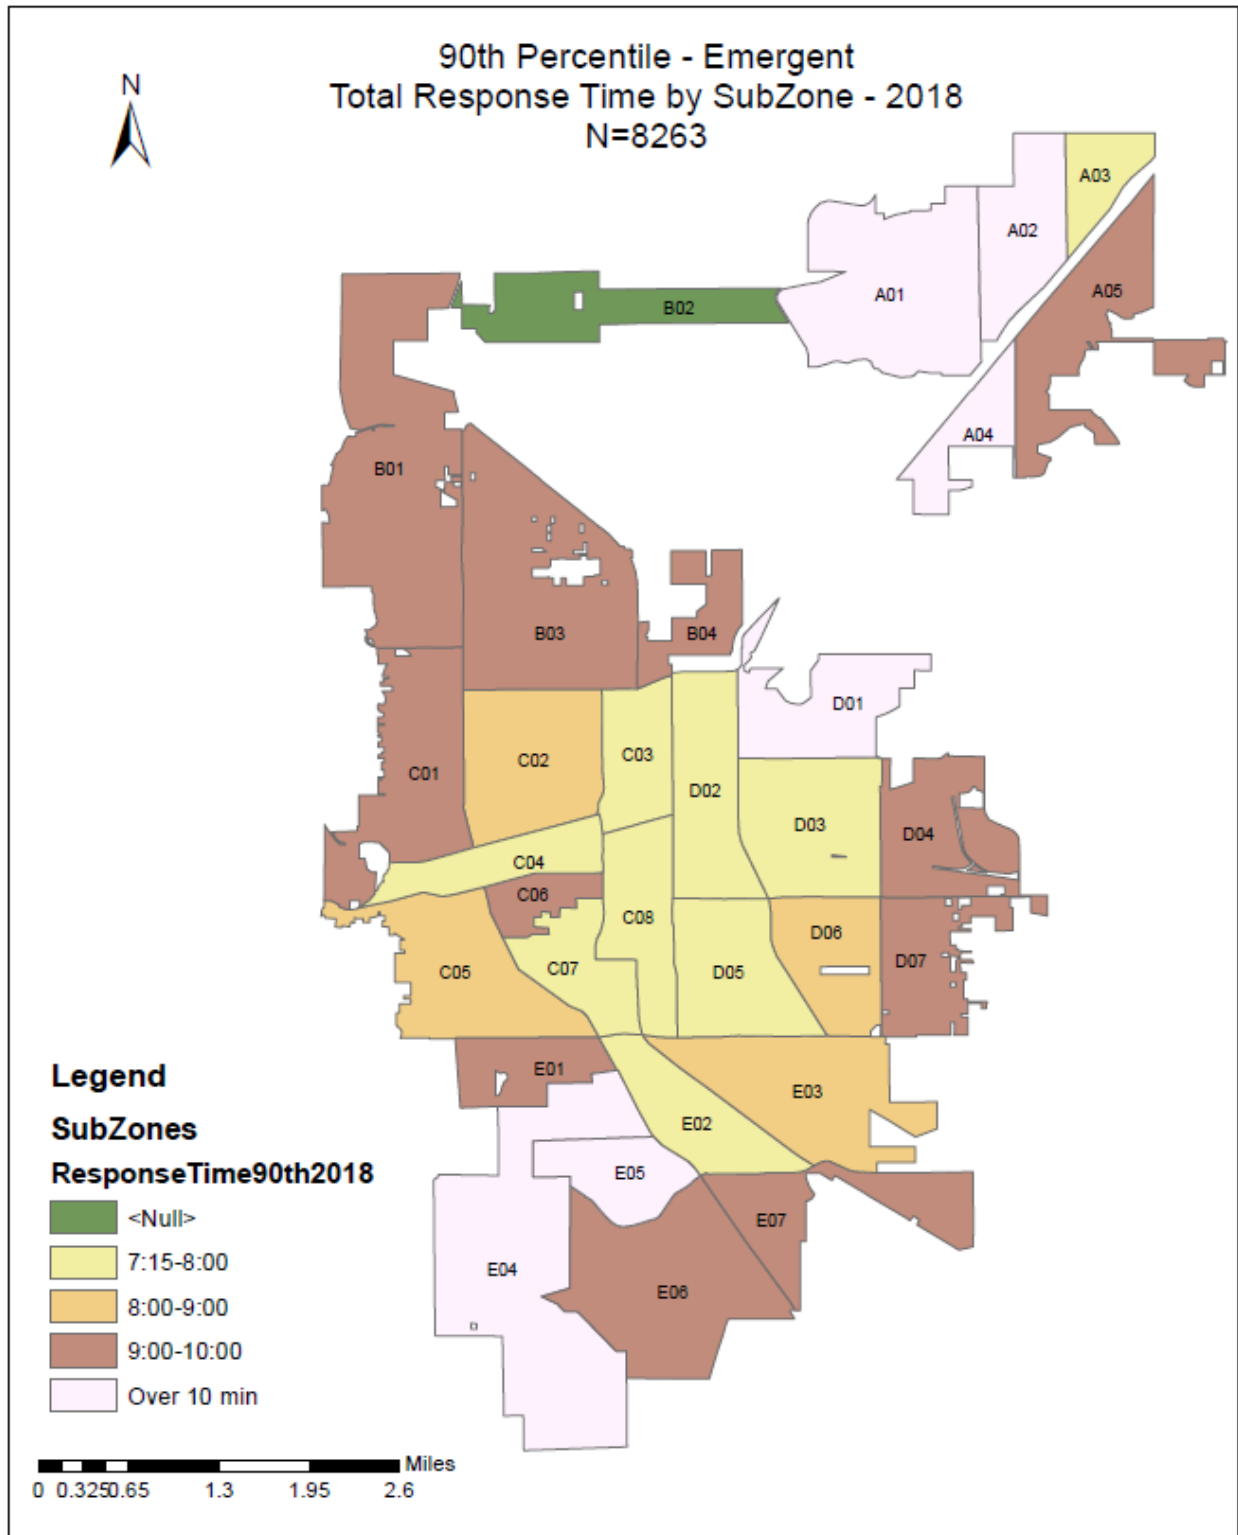 90th Percentile - Emergent
Total Response Time by SubZone - 2018
N=8263
N
A03
A02
A01
A05
B02
A04
B01
B03
B04
D01
C03
C02
C01
D02
D03
D04
C04
C06
C08
D06
D07
C05
C07
D05
E01
E03
E02
E05
E07
E04
E06
Legend
SubZones
ResponseTime90th2018
<Null>
7:15-8:00
8:00-9:00
9:00-10:00
Over 10 min
Miles
0 0.3250.65 1.3 1.95 2.6